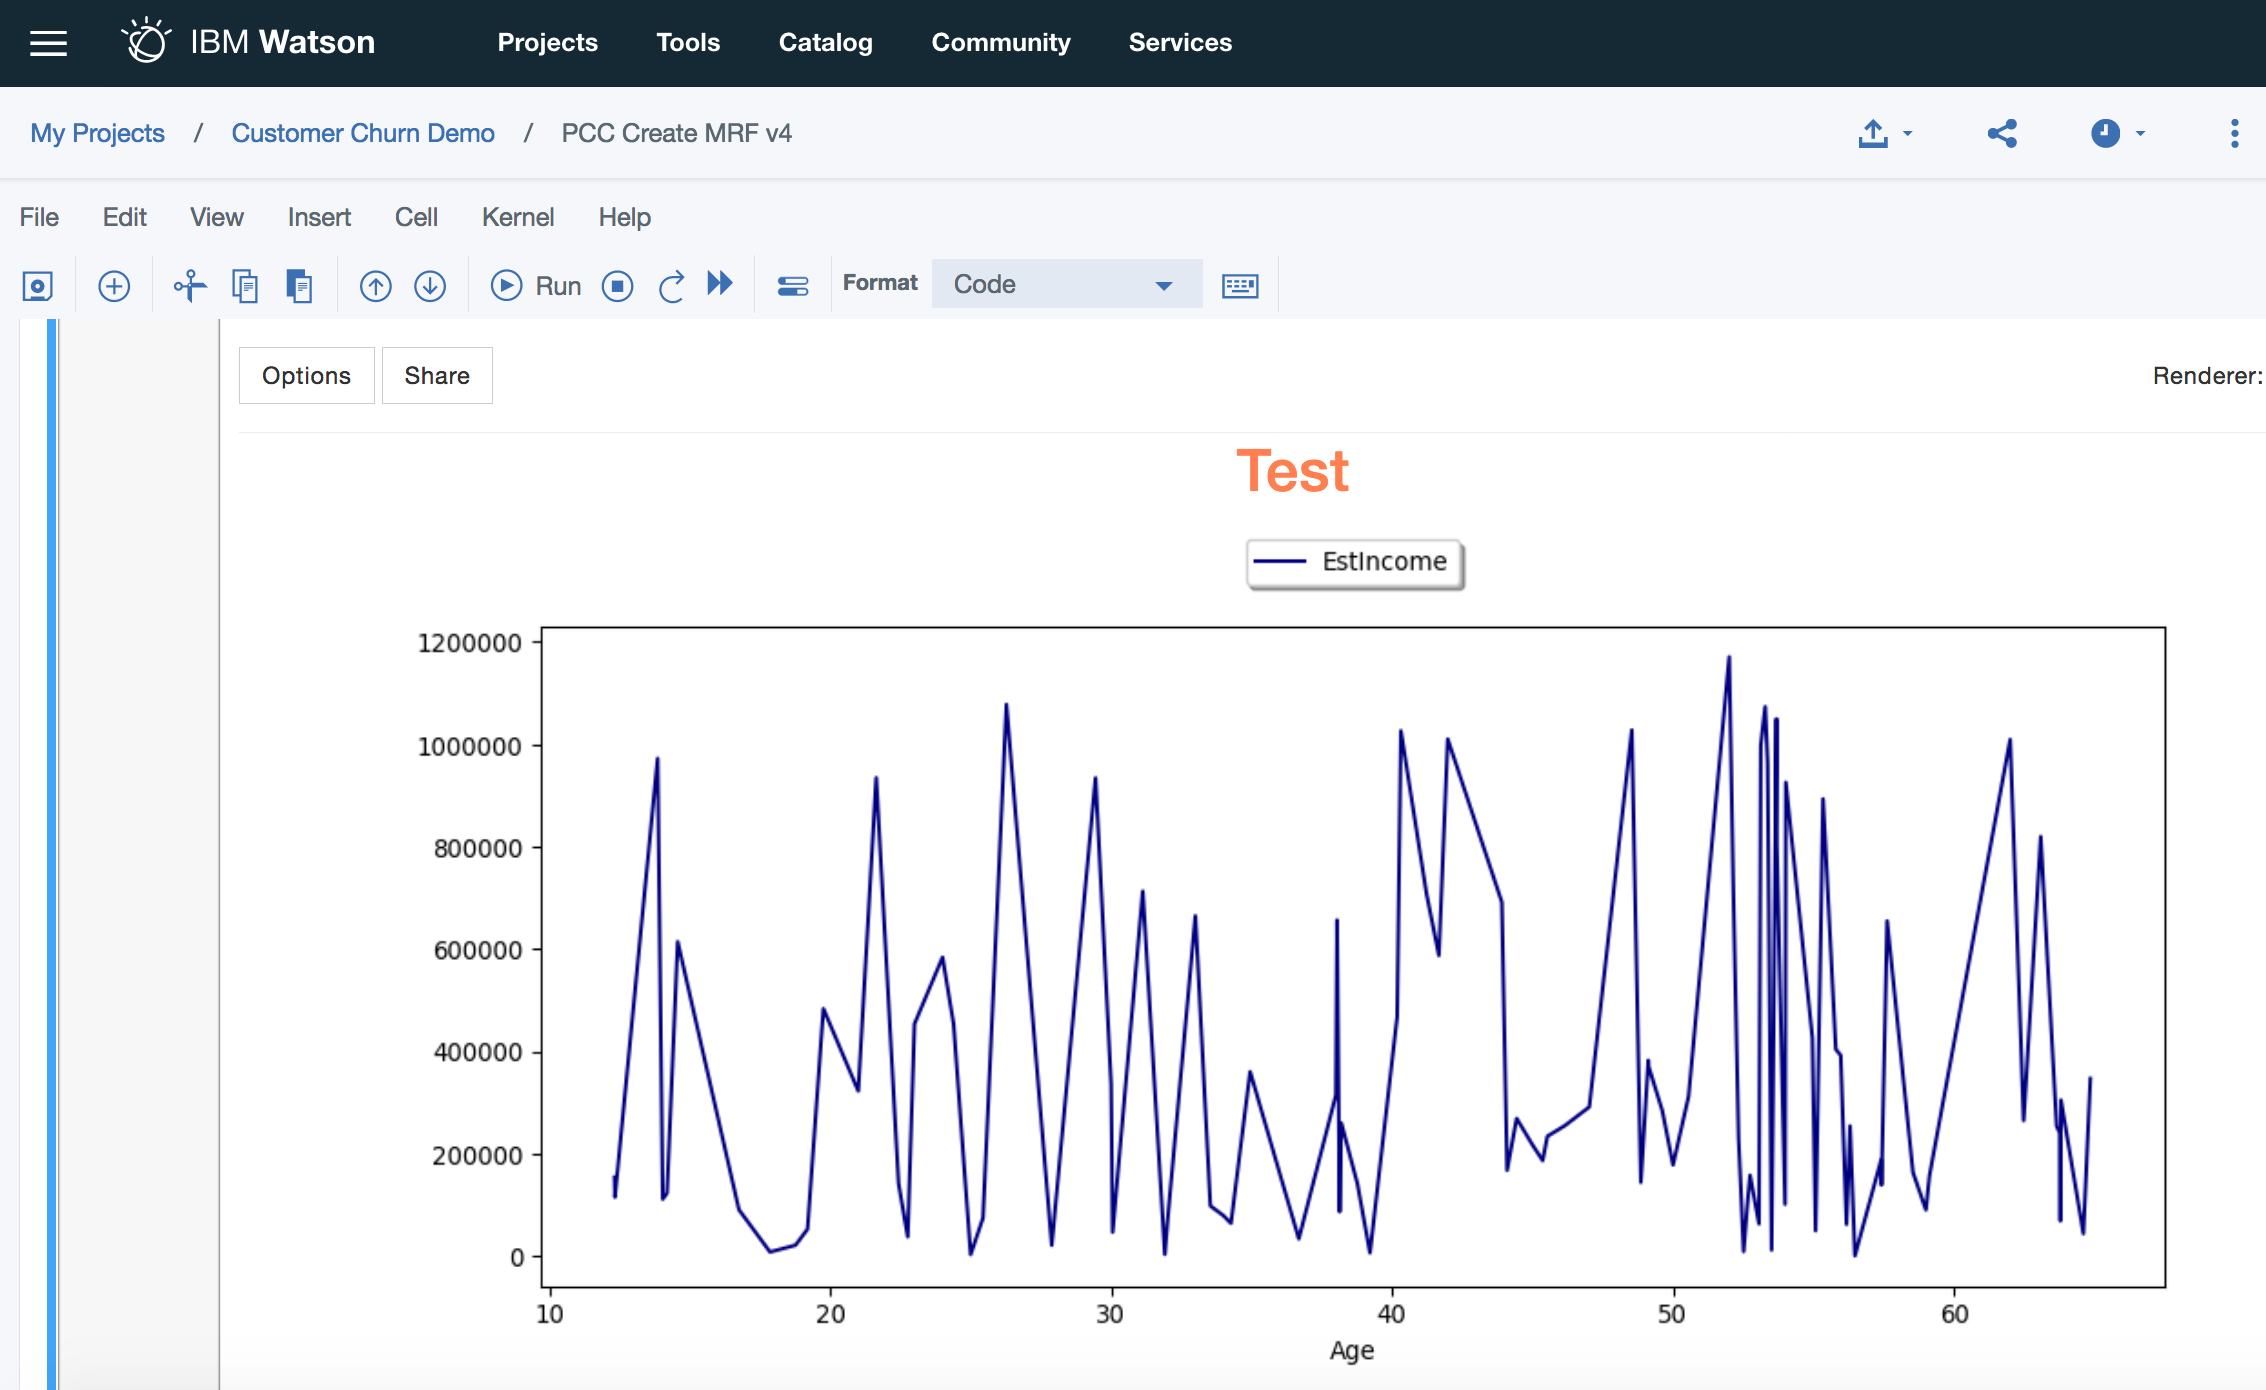 IBM Watson Projects Tools Catalog Community Services
My Projects / Customer Churn Demo / PCC Create MRF v4
File Edit View Insert Cell Kernel Help
Run Format Code
Options Share Renderer:
Test
EstIncome
1200000
1000000
800000
600000
400000
200000
0
10 20 30 40 50 60
Age